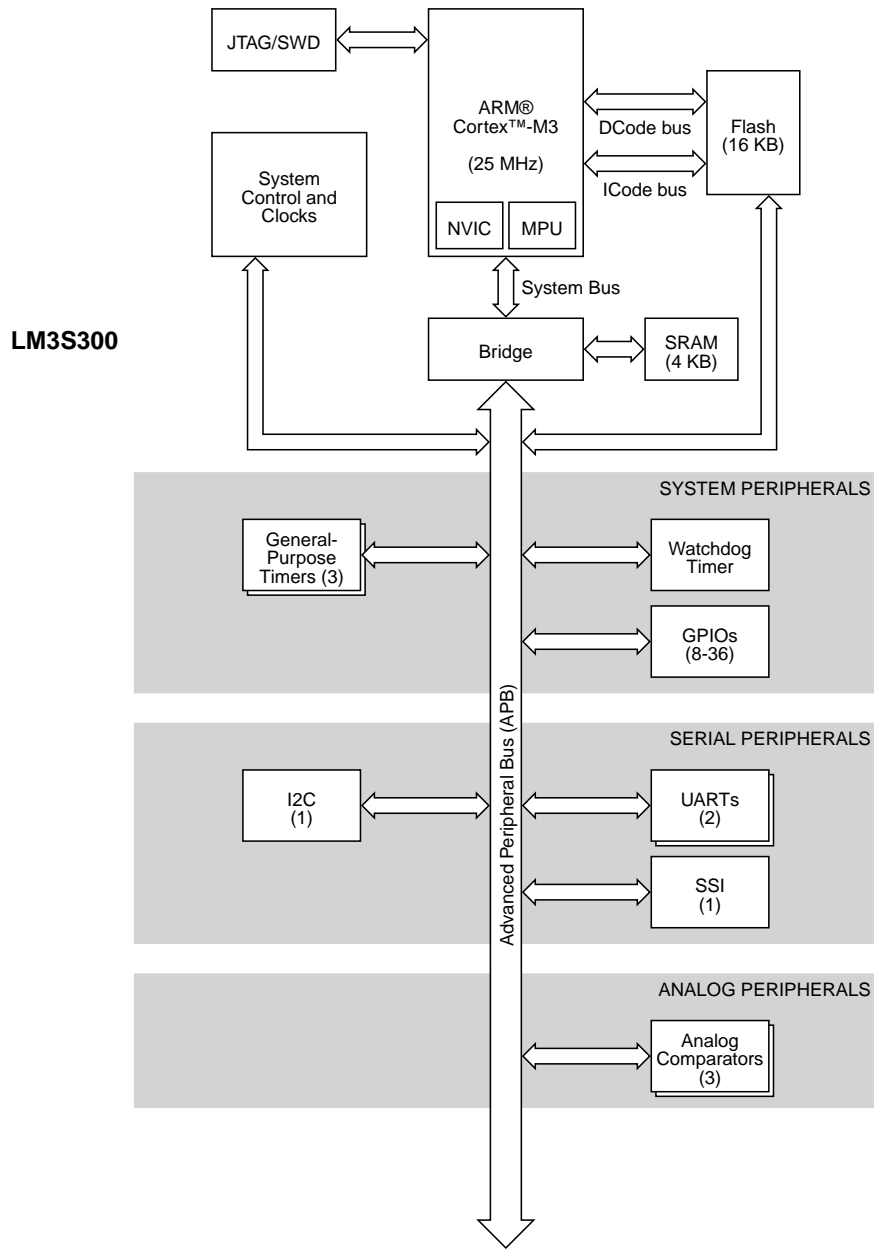 JTAG/SWD
ARM®
Cortex™-M3
(25 MHz)
NVIC
MPU
DCode bus
ICode bus
Flash
(16 KB)
System
Control and
Clocks
System Bus
LM3S300
Bridge
SRAM
(4 KB)
SYSTEM PERIPHERALS
General-
Purpose
Timers (3)
Watchdog
Timer
GPIOs
(8-36)
Advanced Peripheral Bus (APB)
SERIAL PERIPHERALS
I2C
(1)
UARTs
(2)
SSI
(1)
ANALOG PERIPHERALS
Analog
Comparators
(3)